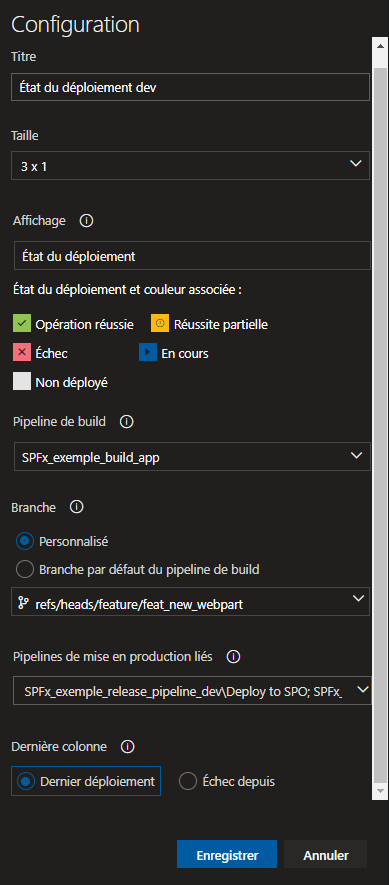 Configuration
Titre
État du déploiement dev
Taille
3 x 1
Affichage
État du déploiement
État du déploiement et couleur associée :
Opération réussie Réussite partielle
Échec En cours
Non déployé
Pipeline de build
SPFx_exemple_build_app
Branche
Personnalisé
Branche par défaut du pipeline de build
refs/heads/feature/feat_new_webpart
Pipelines de mise en production liés
SPFx_exemple_release_pipeline_dev\Deploy to SPO; SPFx_
Dernière colonne
Dernier déploiement Échec depuis
Enregistrer Annuler